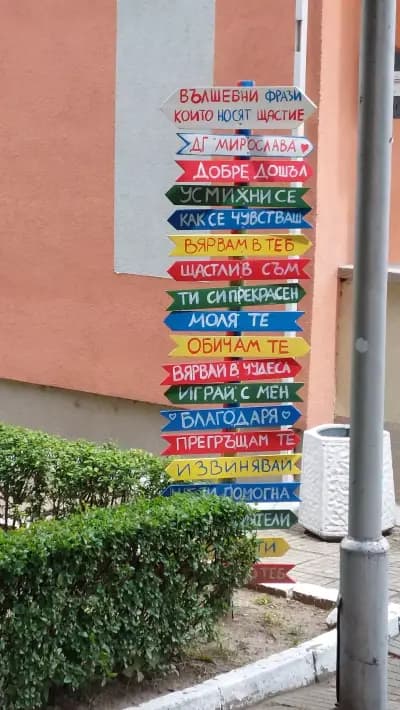 ВЪЛШЕБНИ ФРАЗИ
КОИТО НОСЯТ ЩАСТИЕ
ДГ "МИРОСЛАВА"
ДОБРЕ ДОШЪЛ
УСМИХНИ СЕ
КАК СЕ ЧУВСТВАШ
ВЯРВАМ В ТЕБ
ЩАСТЛИВ СЪМ
ТИ СИ ПРЕКРАСЕН
МОЛЯ ТЕ
ОБИЧАМ ТЕ
ВЯРВАЙ В ЧУДЕСА
ИГРАЙ С МЕН
БЛАГОДАРЯ
ПРЕГРЪЩАМ ТЕ
ИЗВИНЯВАЙ
ПОМОГНА
ТЕБ